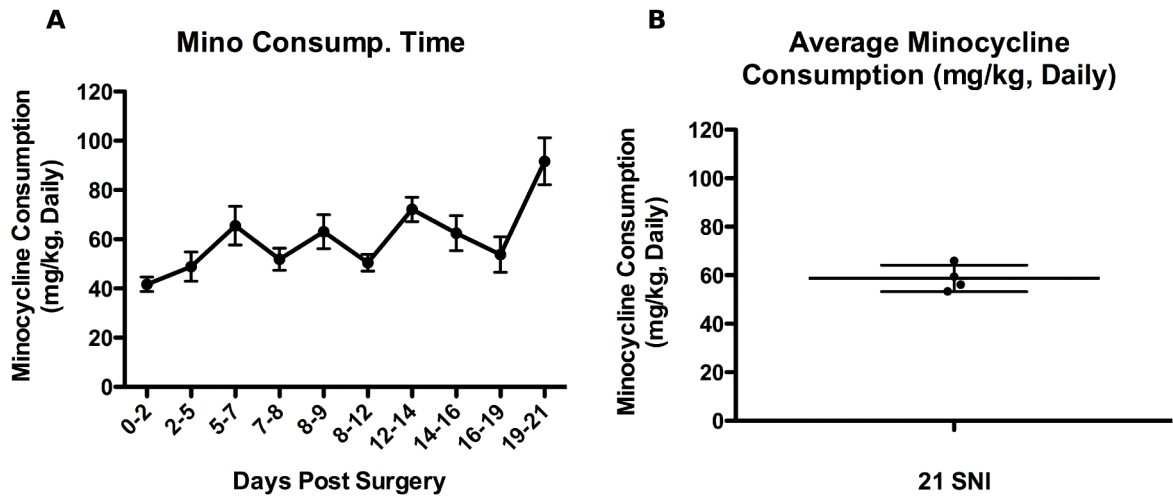 A
Mino Consump. Time
Minocycline Consumption
(mg/kg, Daily)
120
100
80
60
40
20
0
0-2
2-5
5-7
7-8
8-9
8-12
12-14
14-16
16-19
19-21
Days Post Surgery
B
Average Minocycline
Consumption (mg/kg, Daily)
Minocycline Consumption
(mg/kg, Daily)
120
100
80
60
40
20
0
21 SNI